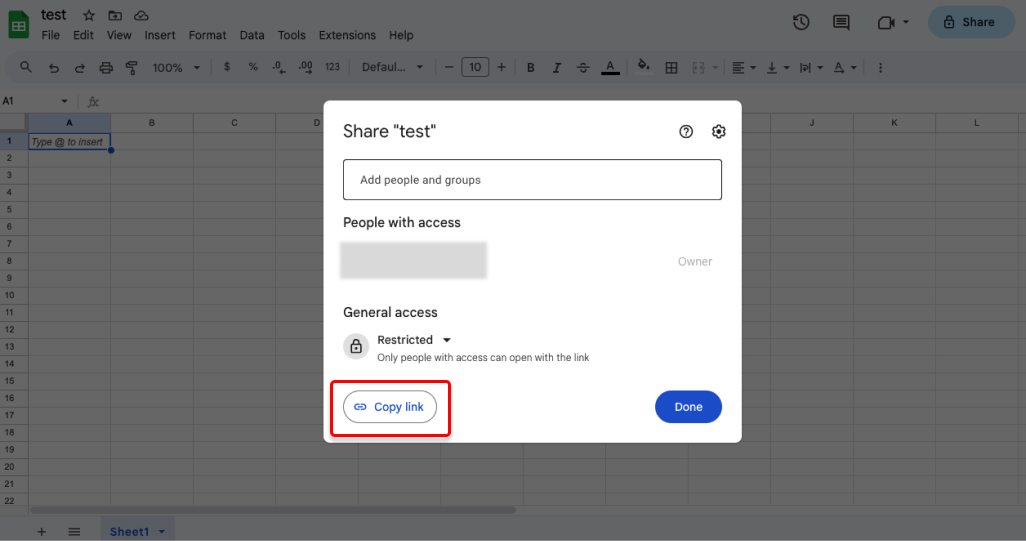 test
File Edit View Insert Format Data Tools Extensions Help
Share
100% $ % .0 .00 123 Defaul... 10 B I A
A1 fx
A B C D J K L
1 Type @ to Insert
2
3
4
5
6
7
8
9
10
11
12
13
14
15
16
17
18
19
20
21
22
Share "test"
Add people and groups
People with access
Owner
General access
Restricted
Only people with access can open with the link
Copy link
Done
Sheet1